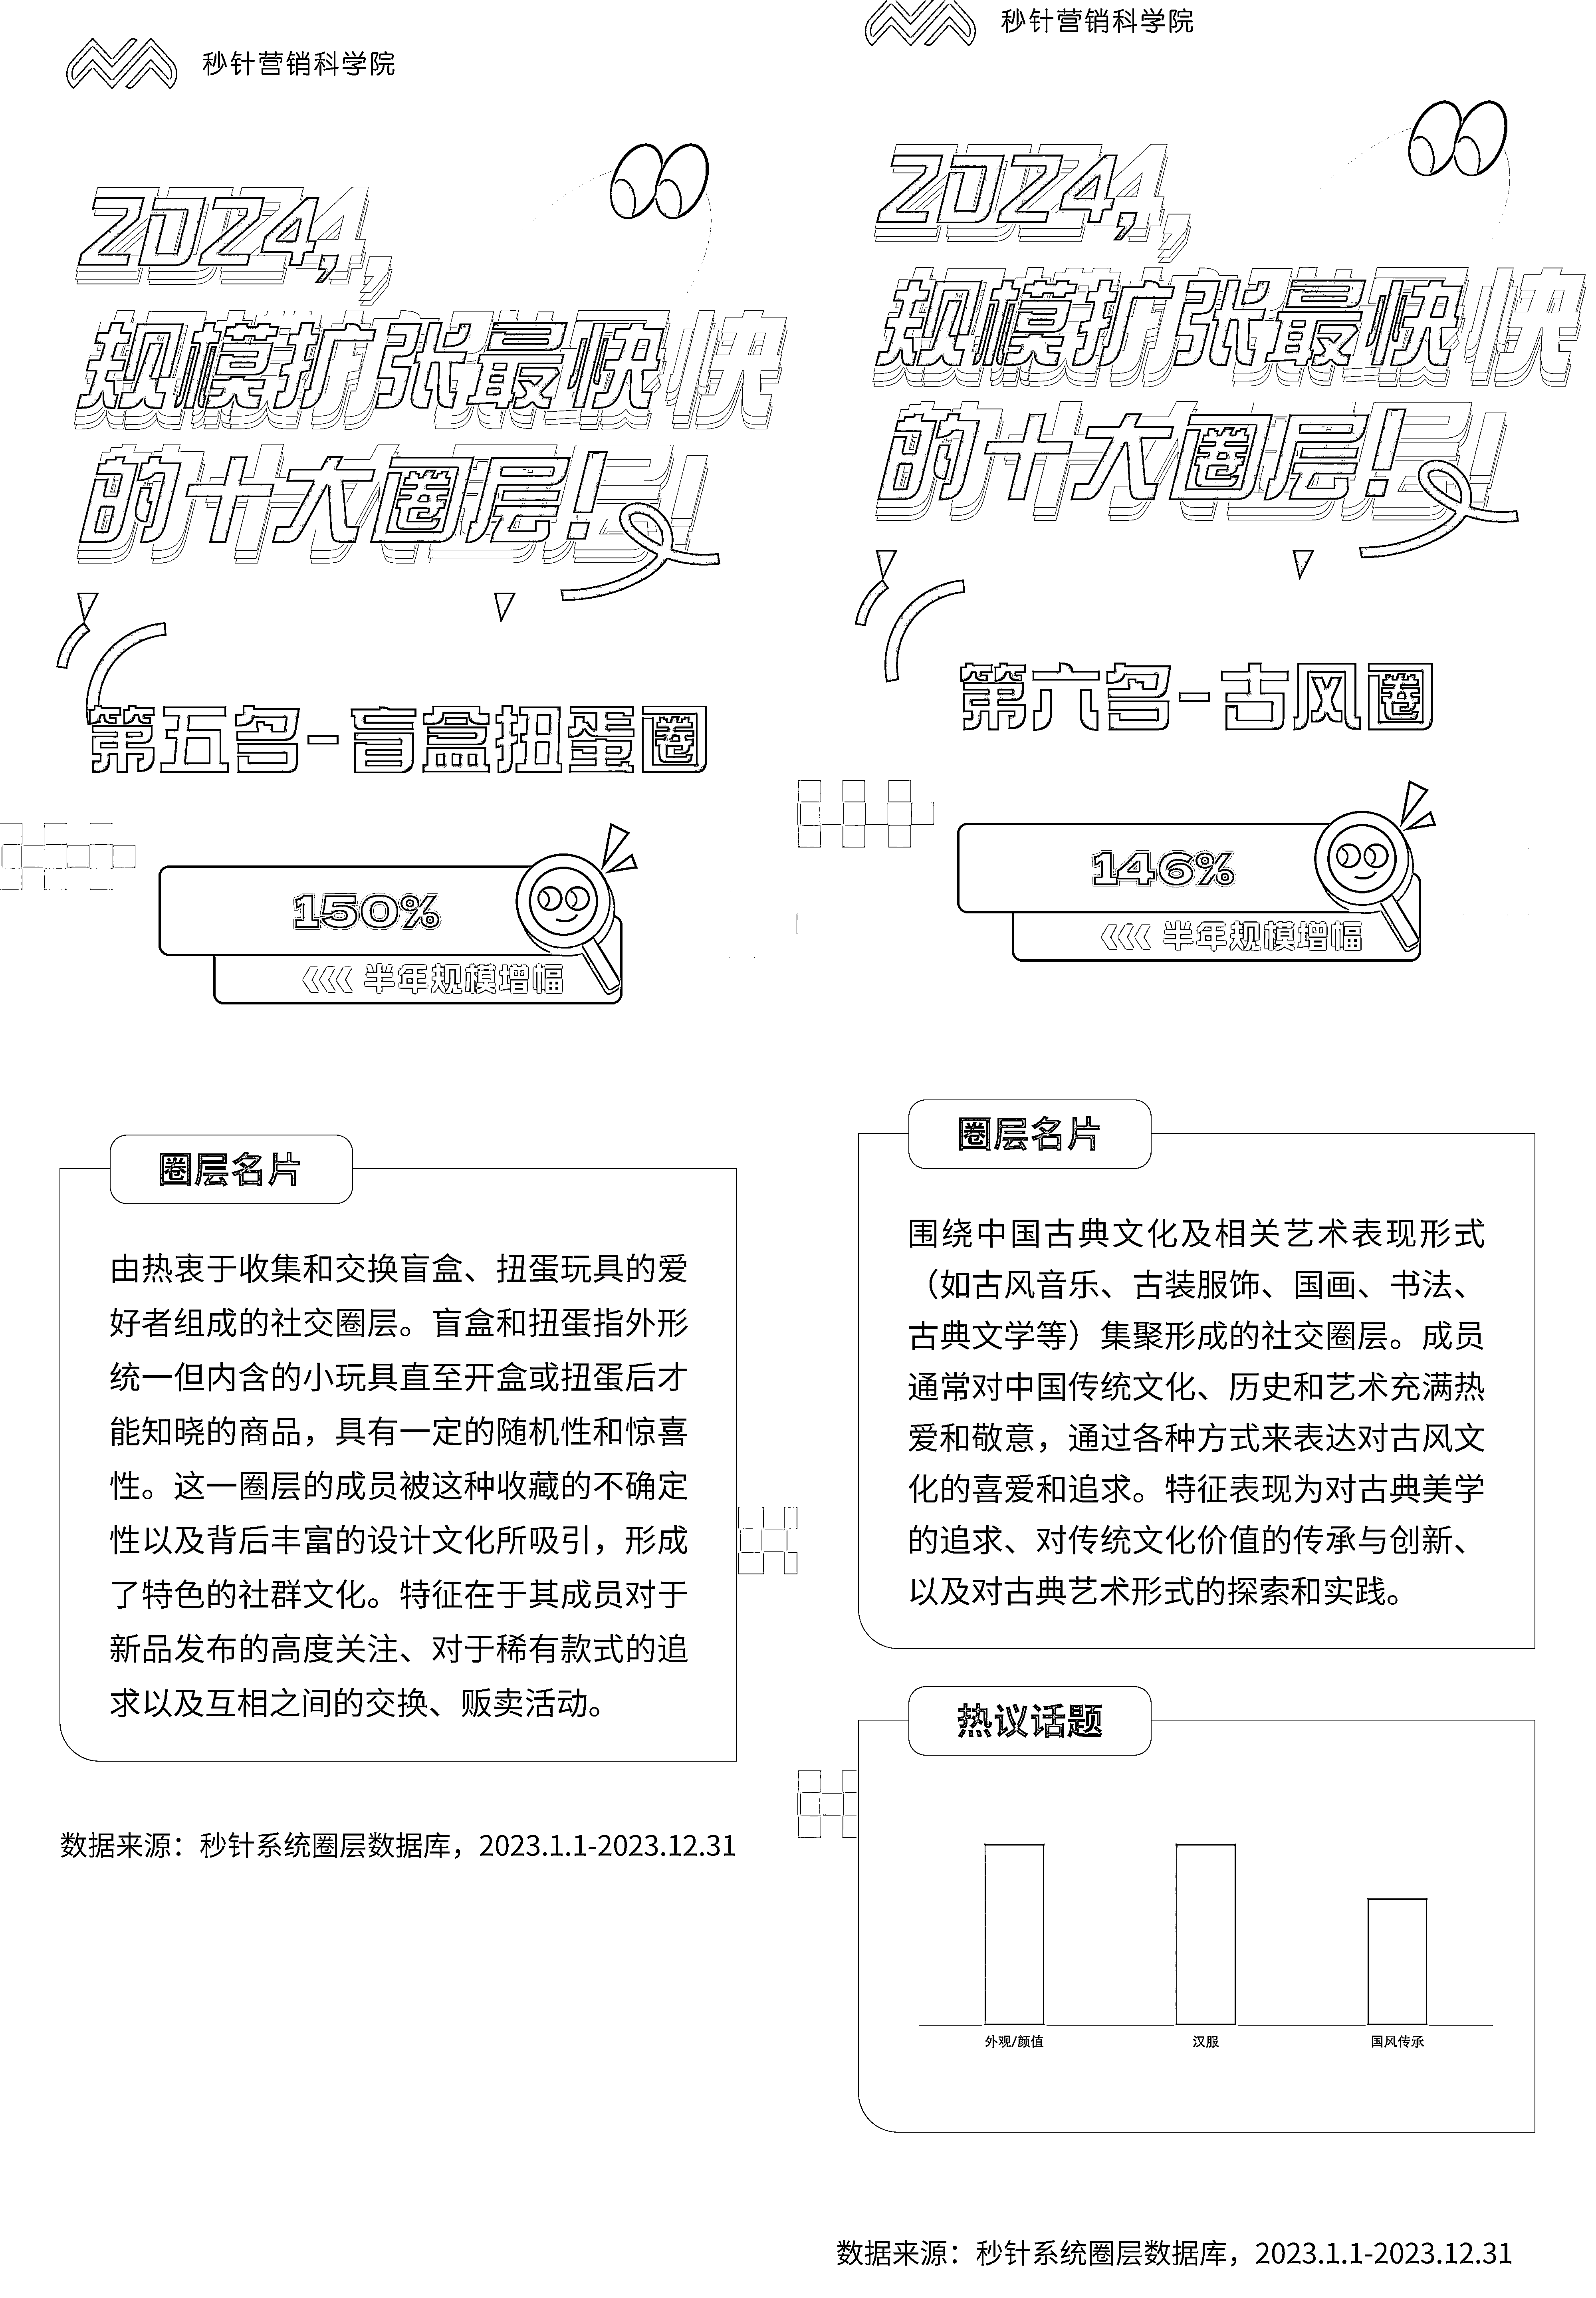 秒针营销科学院
2024,
规模扩张最快
的十大圈层!
第五名-盲盒扭蛋圈
150%
半年规模增幅
圈层名片
由热衷于收集和交换盲盒、扭蛋玩具的爱
好者组成的社交圈层。盲盒和扭蛋指外形
统一但内含的小玩具直至开盒或扭蛋后才
能知晓的商品，具有一定的随机性和惊喜
性。这一圈层的成员被这种收藏的不确定
性以及背后丰富的设计文化所吸引，形成
了特色的社群文化。特征在于其成员对于
新品发布的高度关注、对于稀有款式的追
求以及互相之间的交换、贩卖活动。
数据来源：秒针系统圈层数据库，2023.1.1-2023.12.31
秒针营销科学院
2024,
规模扩张最快
的十大圈层!
第六名-古风圈
146%
半年规模增幅
圈层名片
围绕中国古典文化及相关艺术表现形式
（如古风音乐、古装服饰、国画、书法、
古典文学等）集聚形成的社交圈层。成员
通常对中国传统文化、历史和艺术充满热
爱和敬意，通过各种方式来表达对古风文
化的喜爱和追求。特征表现为对古典美学
的追求、对传统文化价值的传承与创新、
以及对古典艺术形式的探索和实践。
热议话题
外观/颜值
汉服
国风传承
数据来源：秒针系统圈层数据库，2023.1.1-2023.12.31